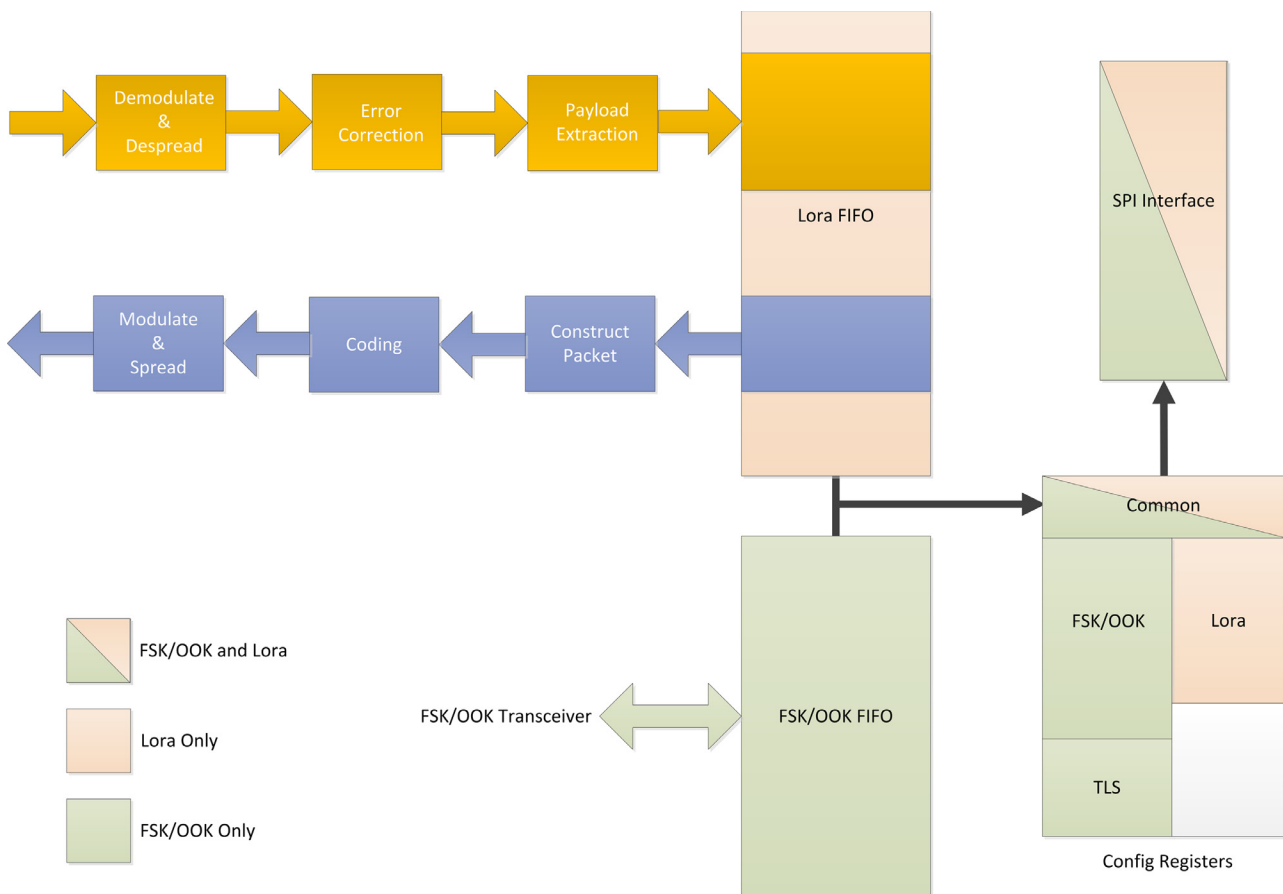 Demodulate
&
Despread
Error
Correction
Payload
Extraction
Lora FIFO
SPI Interface
Modulate
&
Spread
Coding
Construct
Packet
Common
FSK/OOK
Lora
TLS
Config Registers
FSK/OOK Transceiver
FSK/OOK FIFO
FSK/OOK and Lora
Lora Only
FSK/OOK Only